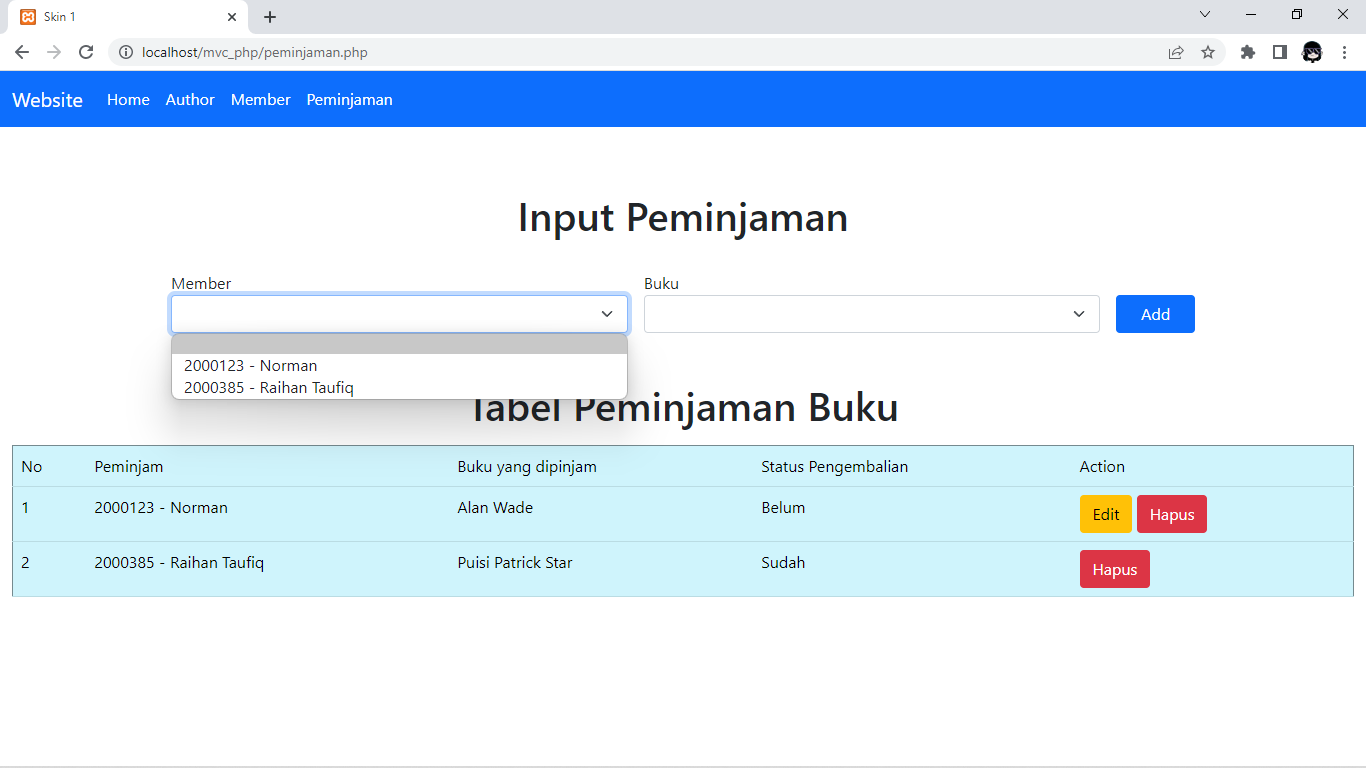 Skin 1
localhost/mvc_php/peminjaman.php
Website Home Author Member Peminjaman
Input Peminjaman
Member Buku
Add
2000123 - Norman
2000385 - Raihan Taufiq
Tabel Peminjaman Buku
No Peminjam Buku yang dipinjam Status Pengembalian Action
1 2000123 - Norman Alan Wade Belum Edit Hapus
2 2000385 - Raihan Taufiq Puisi Patrick Star Sudah Hapus